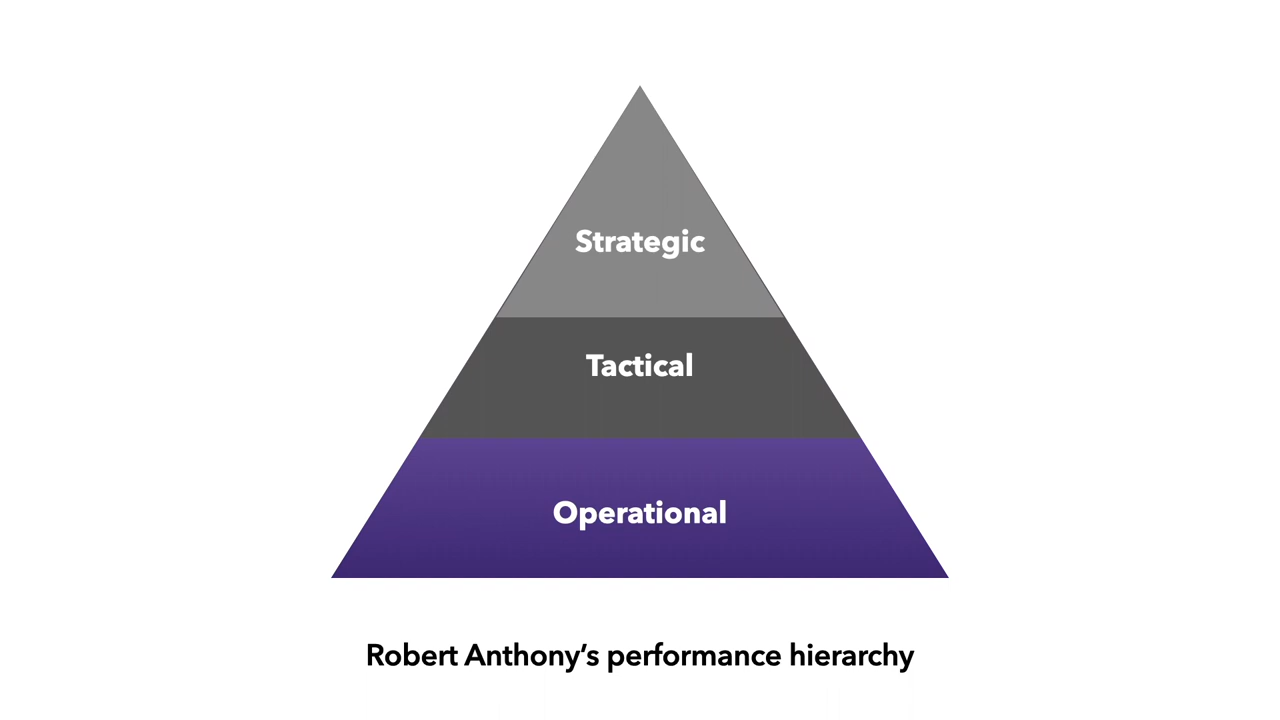 Strategic
Tactical
Operational
Robert Anthony’s performance hierarchy